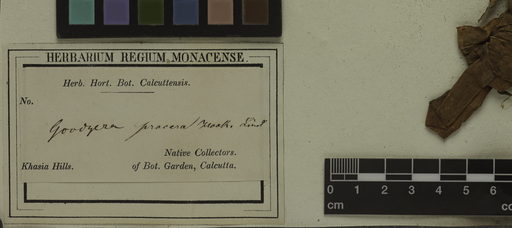 HERBARIUM REGIUM MONACENSE.
Herb. Hort. Bot. Calcuttensis.
No.
Goodyera procera Hook.
Native Collectors.
Khasia Hills. of Bot. Garden, Calcutta.
0 1 2 3 4 5 6
cm